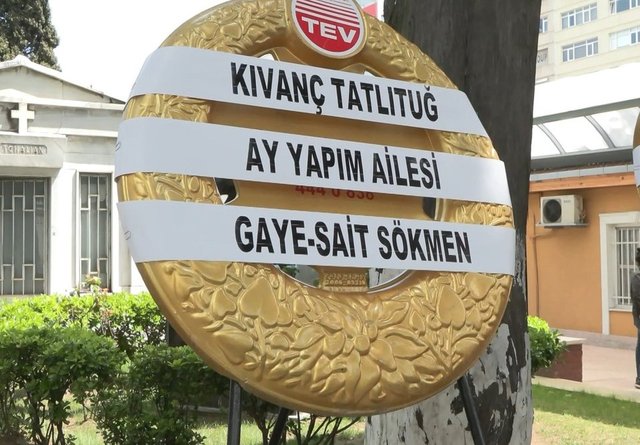 TEV
KIVANÇ TATLITUĞ
AY YAPIM AİLESİ
GAYE-SAİT SÖKMEN